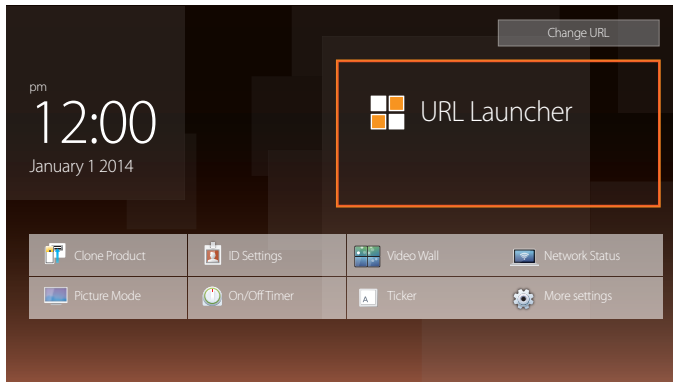 Change URL
pm
12:00
January 1 2014
URL Launcher
Clone Product
ID Settings
Video Wall
Network Status
Picture Mode
On/Off Timer
A
Ticker
More settings